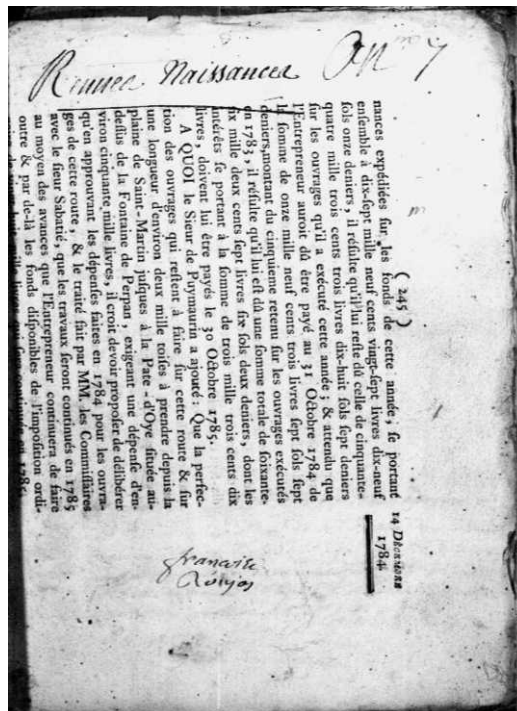 Rennes Naissances An 7
( 245 )
14 Décembre
1784.
nances expédiées sur les fonds de cette année, se portant
ensemble à dix-sept mille neuf cents vingt-sept livres dix-neuf
sols onze deniers, il résulte qu'il lui reste dû celle de cinquante-
quatre mille trois cents trois livres dix-huit sols sept deniers
sur les ouvrages qu'il a exécuté cette année; & attendu que
l'Entrepreneur auroit dû être payé au 31 Octobre 1784 de
la somme de onze mille neuf cents trois livres sept sols sept
deniers, montant du cinquieme retenu sur les ouvrages exécutés
en 1783, il résulte qu'il lui est dû une somme totale de soixante-
six mille deux cents sept livres six sols deux deniers, dont les
intérêts se portant à la somme de trois mille trois cents dix
livres, doivent lui être payés le 30 Octobre 1785.
A QUOI le Sieur de Puymaurin a ajouté: Que la perfec-
tion des ouvrages qui restent à faire sur cette route & sur
une longueur d'environ deux mille toises à prendre depuis la
plaine de Saint-Martin jusques à la Pate-d'Oye située au-
dessus de la Fontaine de Perpan, exigeant une dépense d'en-
viron cinquante mille livres, il croit devoir proposer de délibérer
qu'en approuvant les dépenses faites en 1784, pour les ouvra-
ges de cette route, & le traité fait par MM. les Commissaires
avec le sieur Sabatié, que les travaux seront continués en 1785
au moyen des avances que l'Entrepreneur continuera de faire
outre & par de-là les fonds disponibles de l'imposition ordi-
francoise